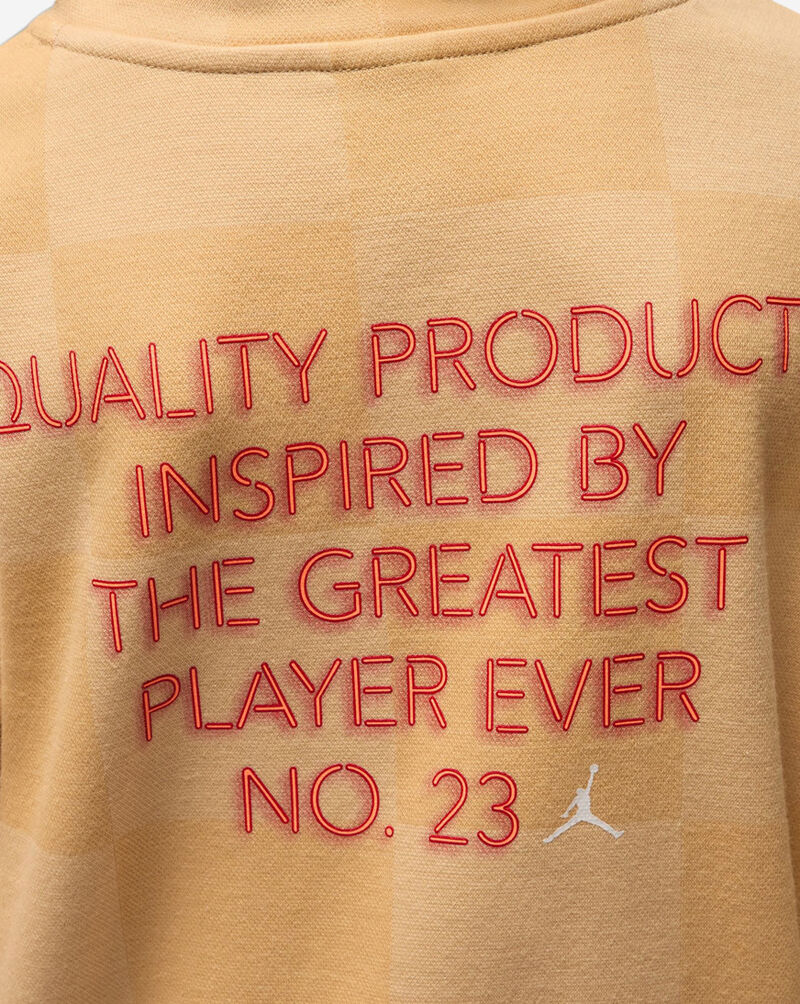 QUALITY PRODUCT
INSPIRED BY
THE GREATEST
PLAYER EVER
NO. 23